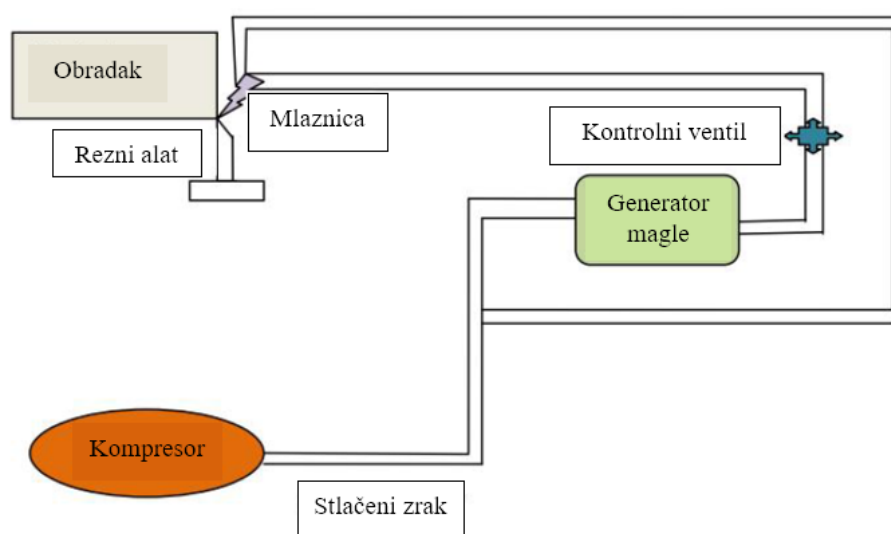 Obradak
Mlaznica
Rezni alat
Kontrolni ventil
Generator
magle
Kompresor
Stlačeni zrak